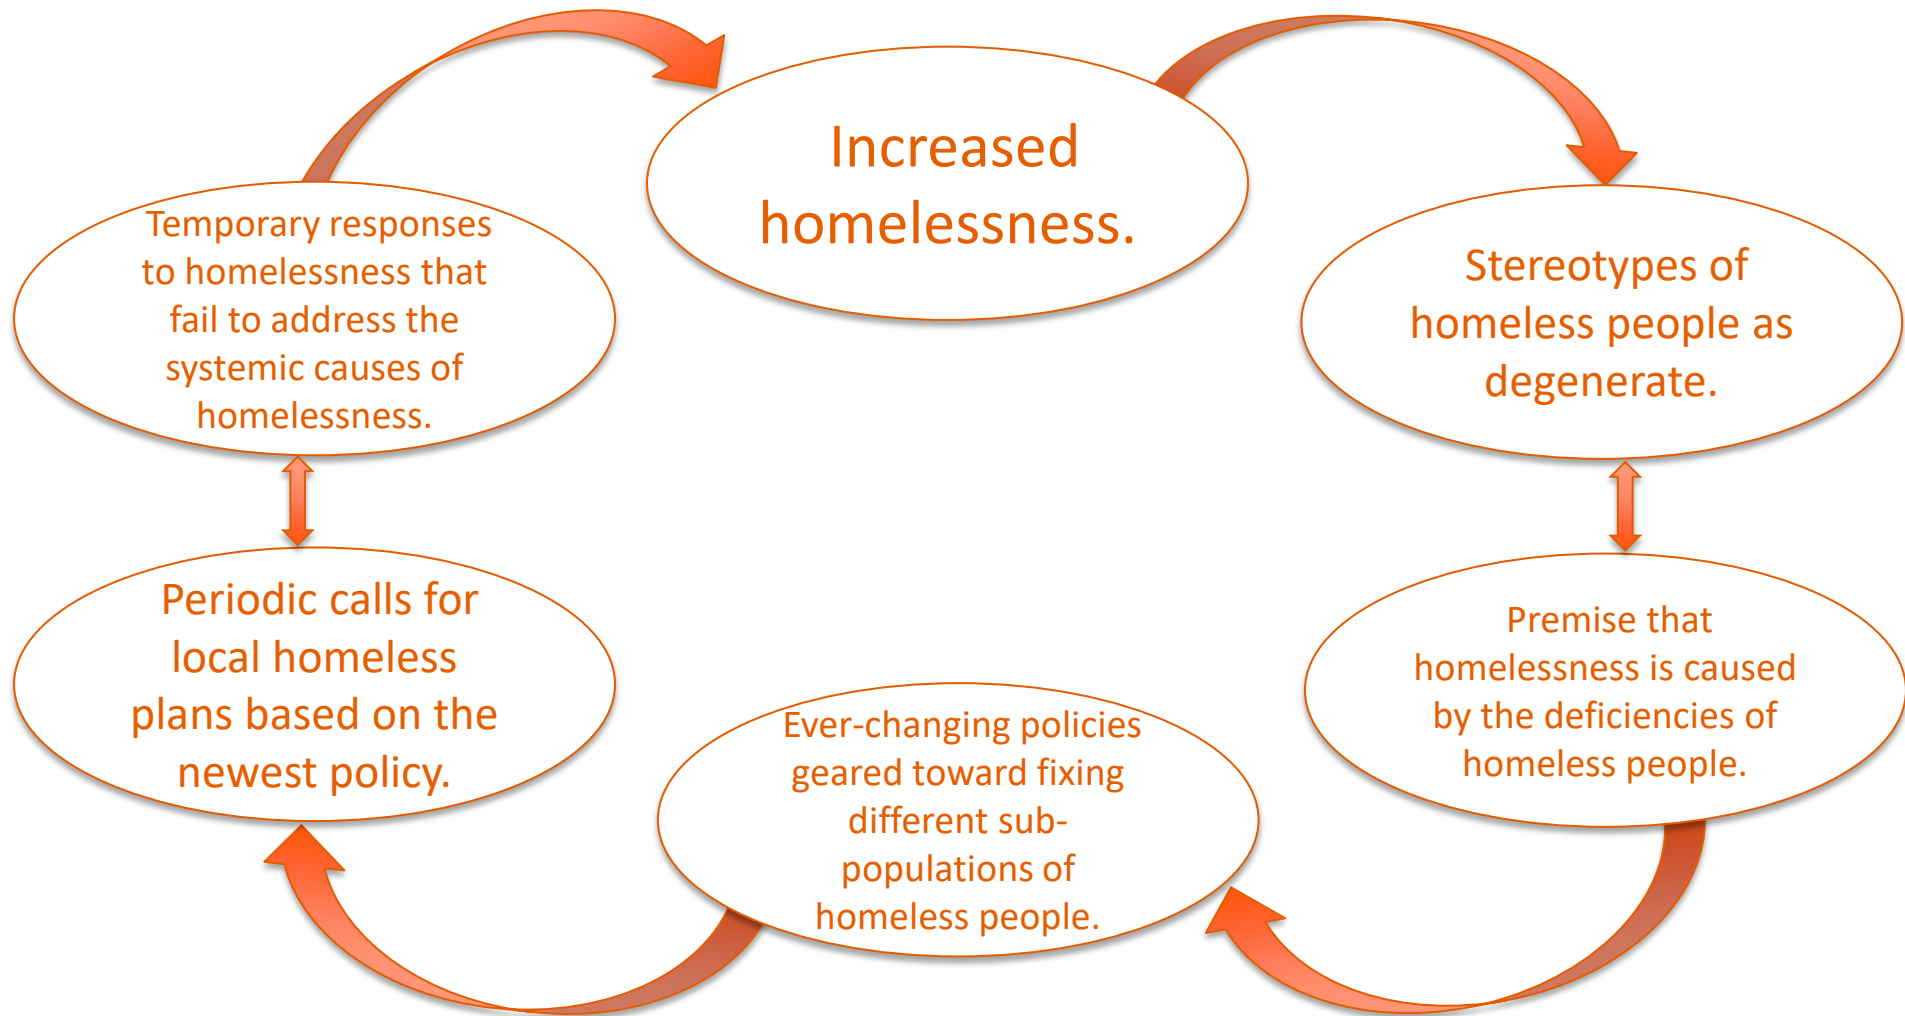 Increased
homelessness.
Stereotypes of
homeless people as
degenerate.
Premise that
homelessness is caused
by the deficiencies of
homeless people.
Ever-changing policies
geared toward fixing
different sub-
populations of
homeless people.
Periodic calls for
local homeless
plans based on the
newest policy.
Temporary responses
to homelessness that
fail to address the
systemic causes of
homelessness.